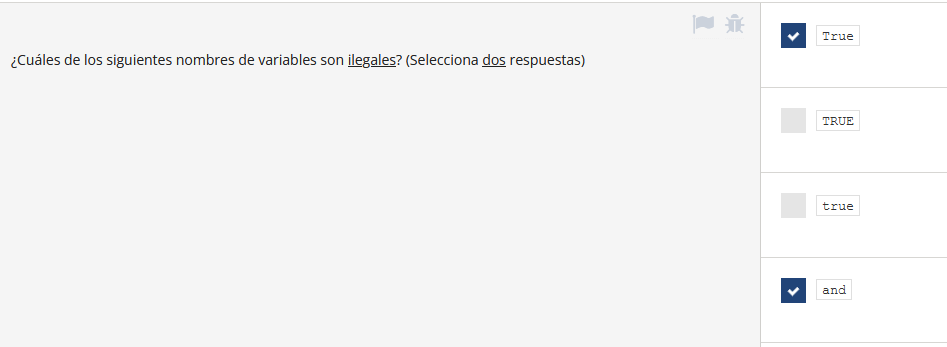 ¿Cuáles de los siguientes nombres de variables son ilegales? (Selecciona dos respuestas)
True
TRUE
true
and